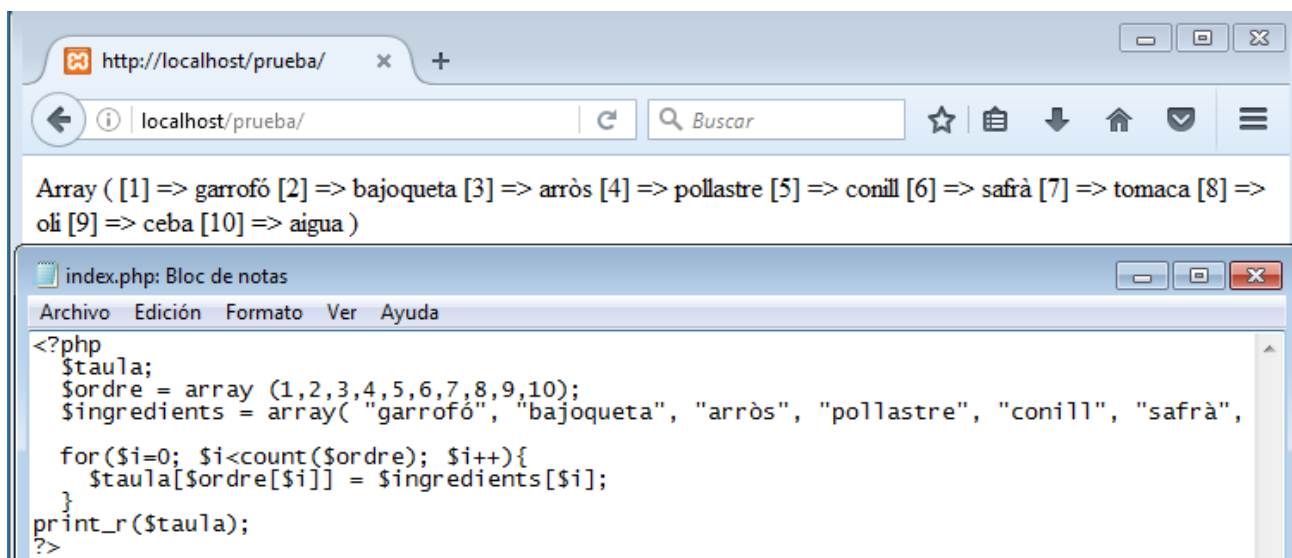 http://localhost/prueba/
localhost/prueba/
Buscar
Array ( [1] => garrofó [2] => bajoqueta [3] => arròs [4] => pollastre [5] => conill [6] => safrà [7] => tomaca [8] =>
oli [9] => ceba [10] => aigua )
index.php: Bloc de notas
Archivo Edición Formato Ver Ayuda
<?php
$taula;
$ordre = array (1,2,3,4,5,6,7,8,9,10);
$ingredients = array( "garrofó", "bajoqueta", "arròs", "pollastre", "conill", "safrà",
for($i=0; $i<count($ordre); $i++){
$taula[$ordre[$i]] = $ingredients[$i];
}
print_r($taula);
?>